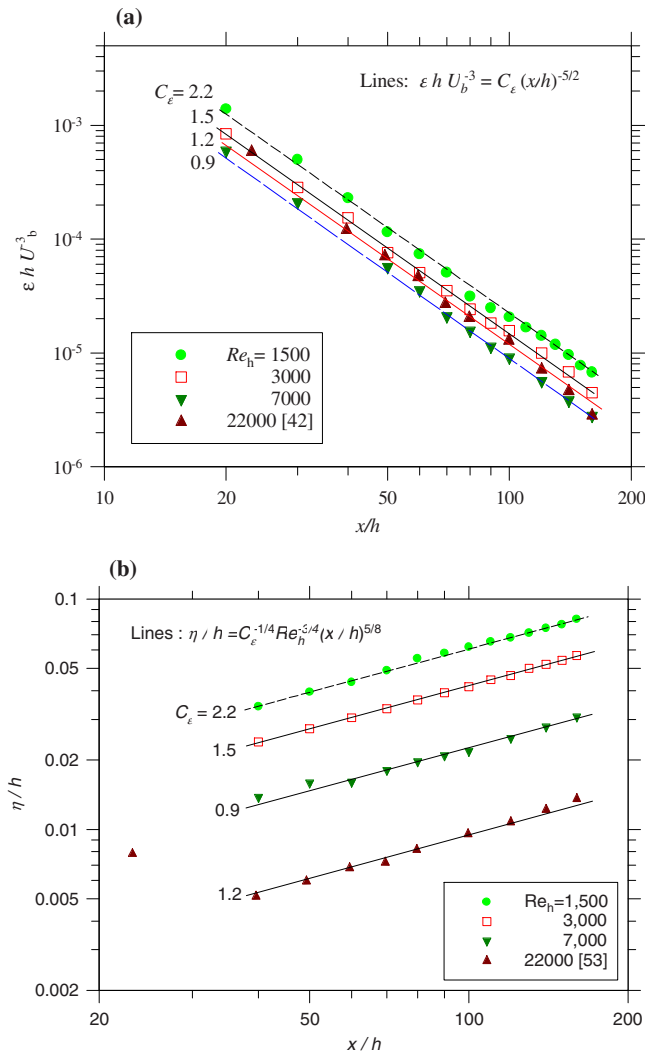 (a)
Lines: ε h U_b^-3 = C_ε (x/h)^-5/2
C_ε = 2.2
1.5
1.2
0.9
10^-3
10^-4
10^-5
10^-6
ε h U^-3_b
Re_h = 1500
3000
7000
22000 [42]
10 20 50 100 200
x/h
(b)
Lines : η / h =C_ε^-1/4 Re_h^-3/4 (x / h)^5/8
C_ε = 2.2
1.5
0.9
1.2
0.1
0.05
0.02
0.01
0.005
0.002
η / h
Re_h=1,500
3,000
7,000
22000 [53]
20 50 100 200
x / h